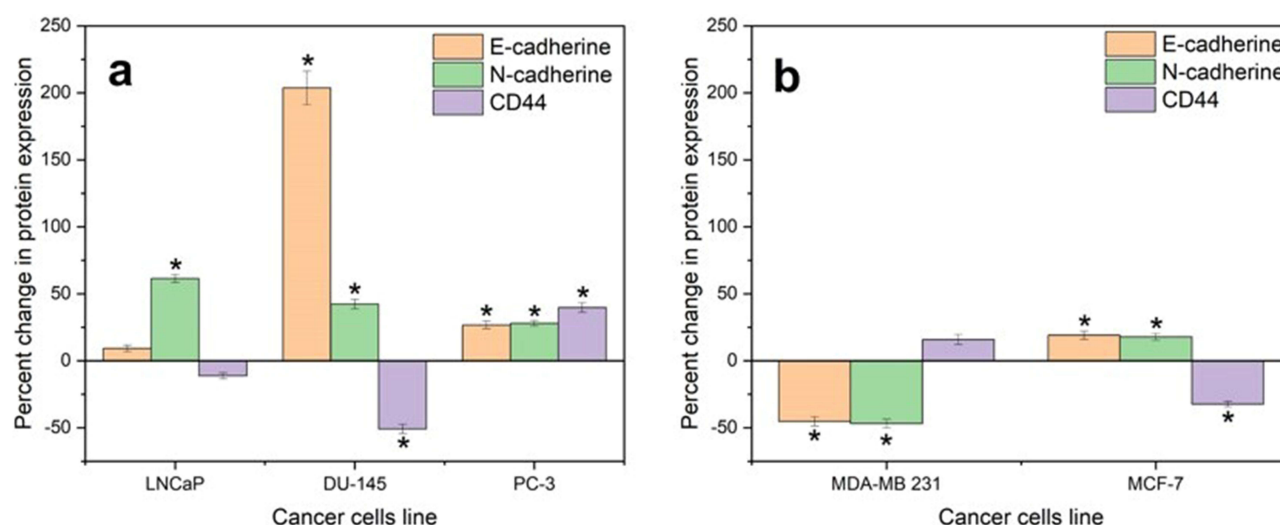 a
250
200
150
100
50
0
-50
Percent change in protein expression
E-cadherine
N-cadherine
CD44
*
*
*
*
*
*
*
LNCaP
DU-145
PC-3
Cancer cells line
b
250
200
150
100
50
0
-50
Percent change in protein expression
E-cadherine
N-cadherine
CD44
*
*
*
*
*
MDA-MB 231
MCF-7
Cancer cells line